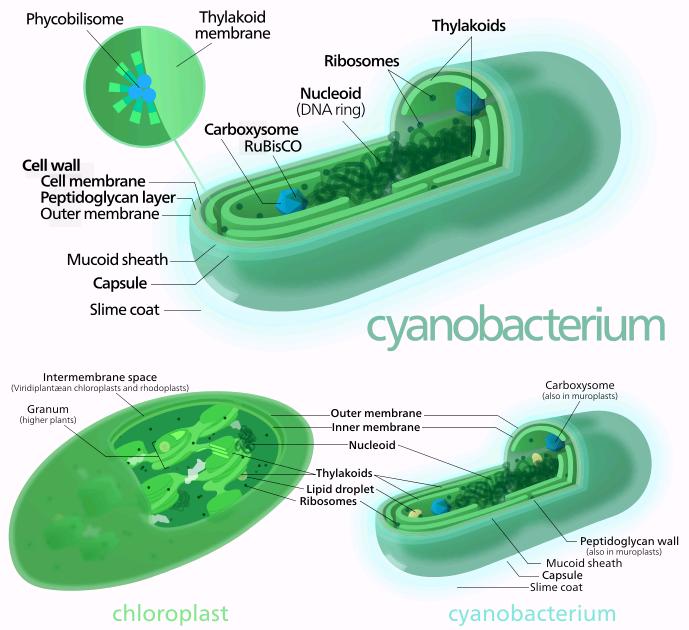 Phycobilisome
Thylakoid
membrane
Thylakoids
Ribosomes
Nucleoid
(DNA ring)
Carboxysome
RuBisCO
Cell wall
Cell membrane
Peptidoglycan layer
Outer membrane
Mucoid sheath
Capsule
Slime coat
cyanobacterium
Intermembrane space
(Viridiplantæan chloroplasts and rhodoplasts)
Granum
(higher plants)
Outer membrane
Inner membrane
Nucleoid
Thylakoids
Lipid droplet
Ribosomes
Carboxysome
(also in muroplasts)
Peptidoglycan wall
(also in muroplasts)
Mucoid sheath
Capsule
Slime coat
chloroplast
cyanobacterium